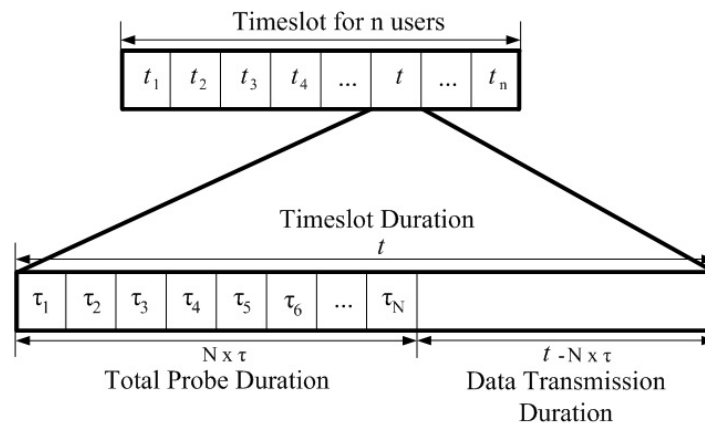 Timeslot for n users
t₁ t₂ t₃ t₄ ... t ... tₙ
Timeslot Duration
t
τ₁ τ₂ τ₃ τ₄ τ₅ τ₆ ... τN
N x τ t - N x τ
Total Probe Duration Data Transmission
Duration